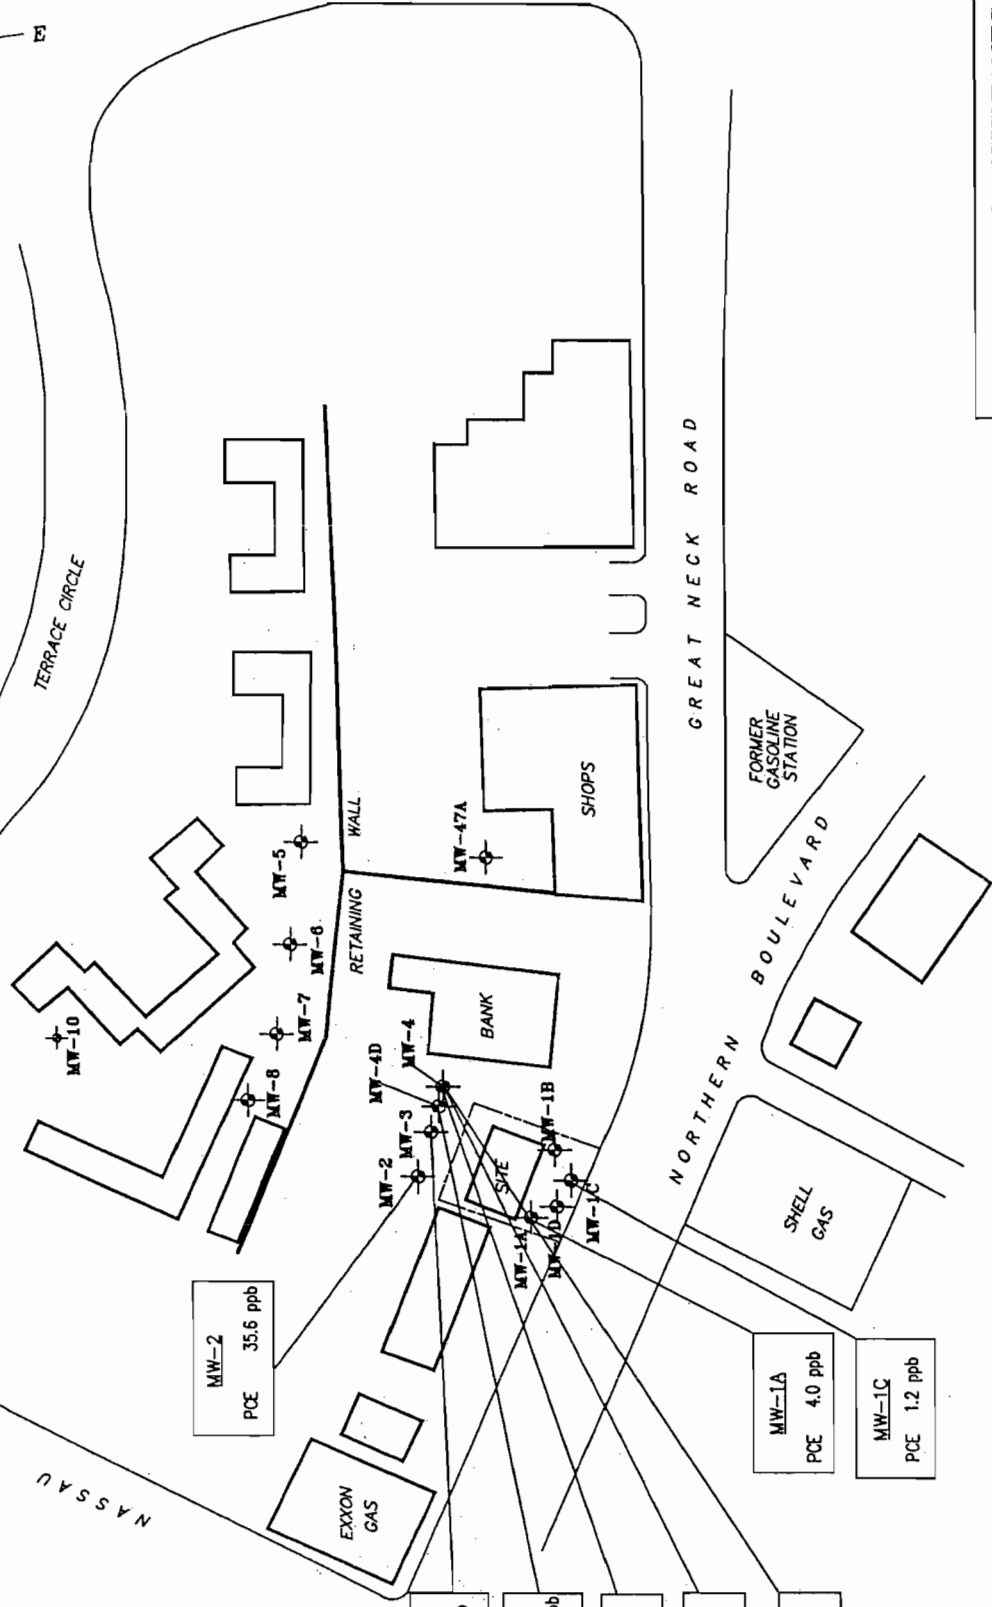 E
TERRACE CIRCLE
MW-10
MW-5
MW-6
MW-7
MW-8
WALL
RETAINING
MW-47A
SHOPS
GREAT NECK ROAD
FORMER
GASOLINE
STATION
BANK
NORTHERN BOULEVARD
MW-4
MW-4D
MW-3
MW-2
SITE
MW-1B
MW-1C
MW-1A
MW-1D
SHELL
GAS
MW-2
PCE 35.6 ppb
MW-1A
PCE 4.0 ppb
MW-1C
PCE 1.2 ppb
NASSAU
EXXON
GAS